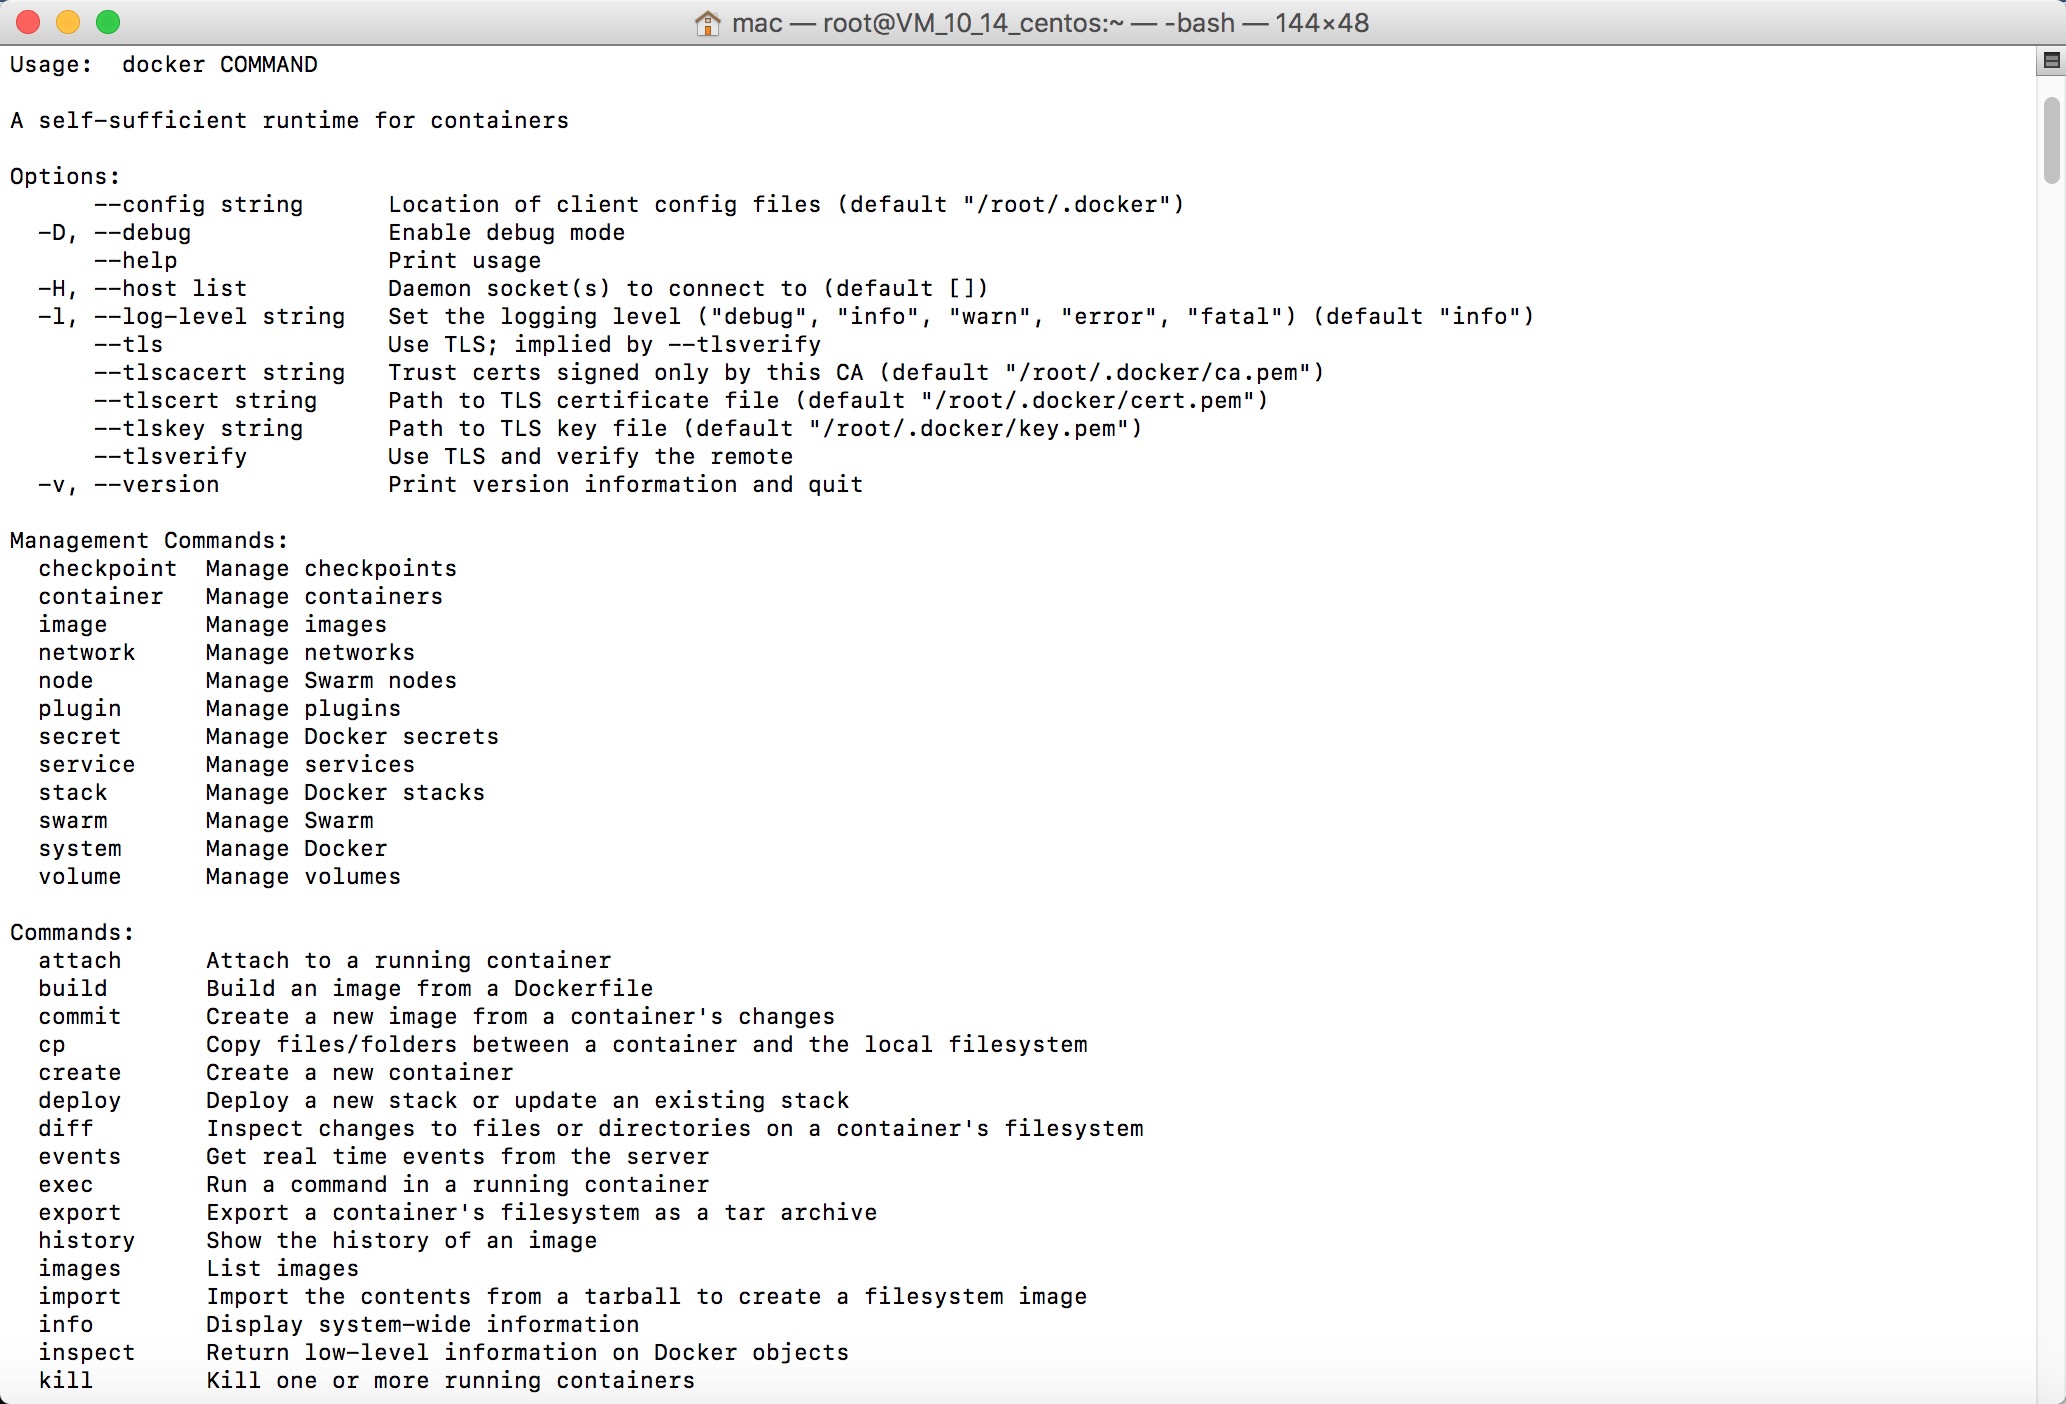 mac — root@VM_10_14_centos:~ — -bash — 144×48
Usage:  docker COMMAND

A self-sufficient runtime for containers

Options:
      --config string      Location of client config files (default "/root/.docker")
  -D, --debug              Enable debug mode
      --help               Print usage
  -H, --host list          Daemon socket(s) to connect to (default [])
  -l, --log-level string   Set the logging level ("debug", "info", "warn", "error", "fatal") (default "info")
      --tls                Use TLS; implied by --tlsverify
      --tlscacert string   Trust certs signed only by this CA (default "/root/.docker/ca.pem")
      --tlscert string     Path to TLS certificate file (default "/root/.docker/cert.pem")
      --tlskey string      Path to TLS key file (default "/root/.docker/key.pem")
      --tlsverify          Use TLS and verify the remote
  -v, --version            Print version information and quit

Management Commands:
  checkpoint  Manage checkpoints
  container   Manage containers
  image       Manage images
  network     Manage networks
  node        Manage Swarm nodes
  plugin      Manage plugins
  secret      Manage Docker secrets
  service     Manage services
  stack       Manage Docker stacks
  swarm       Manage Swarm
  system      Manage Docker
  volume      Manage volumes

Commands:
  attach      Attach to a running container
  build       Build an image from a Dockerfile
  commit      Create a new image from a container's changes
  cp          Copy files/folders between a container and the local filesystem
  create      Create a new container
  deploy      Deploy a new stack or update an existing stack
  diff        Inspect changes to files or directories on a container's filesystem
  events      Get real time events from the server
  exec        Run a command in a running container
  export      Export a container's filesystem as a tar archive
  history     Show the history of an image
  images      List images
  import      Import the contents from a tarball to create a filesystem image
  info        Display system-wide information
  inspect     Return low-level information on Docker objects
  kill        Kill one or more running containers